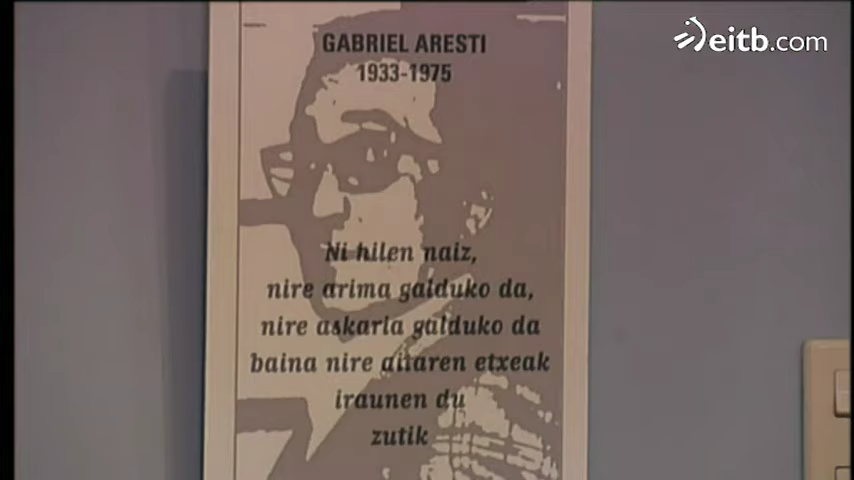 eitb.com
GABRIEL ARESTI
1933-1975
Ni hilen naiz,
nire arima galduko da,
nire askaria galduko da
baina nire aitaren etxeak
iraunen du
zutik